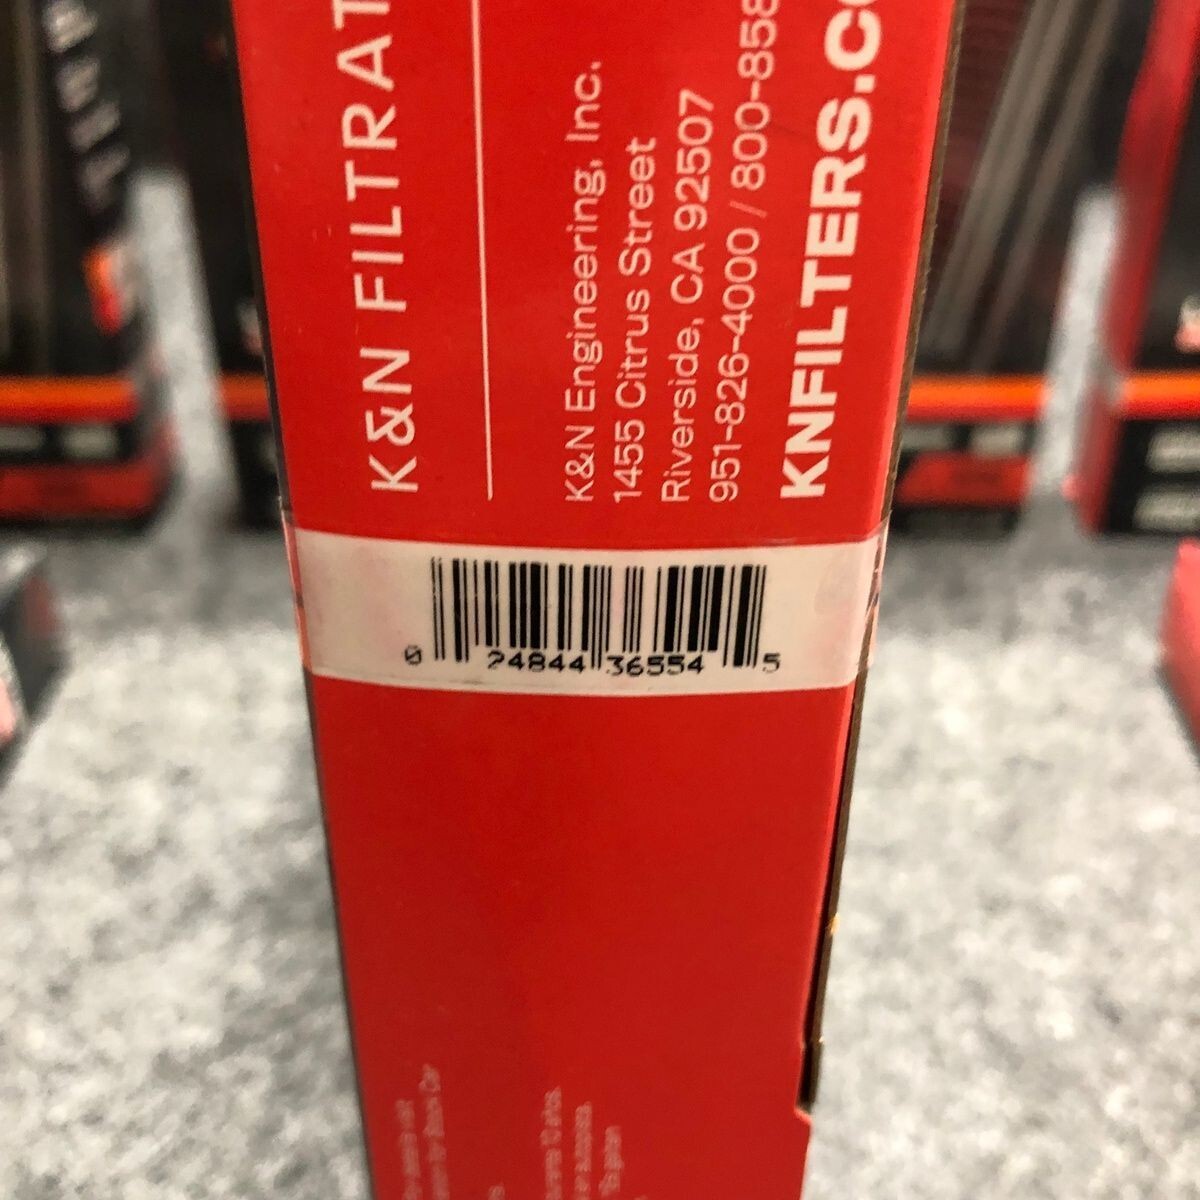 K&N FILTRAT
K&N Engineering, Inc.
1455 Citrus Street
Riverside, CA 92507
951-826-4000 / 800-858
KNFILTERS.CO
0 24844 36554 5